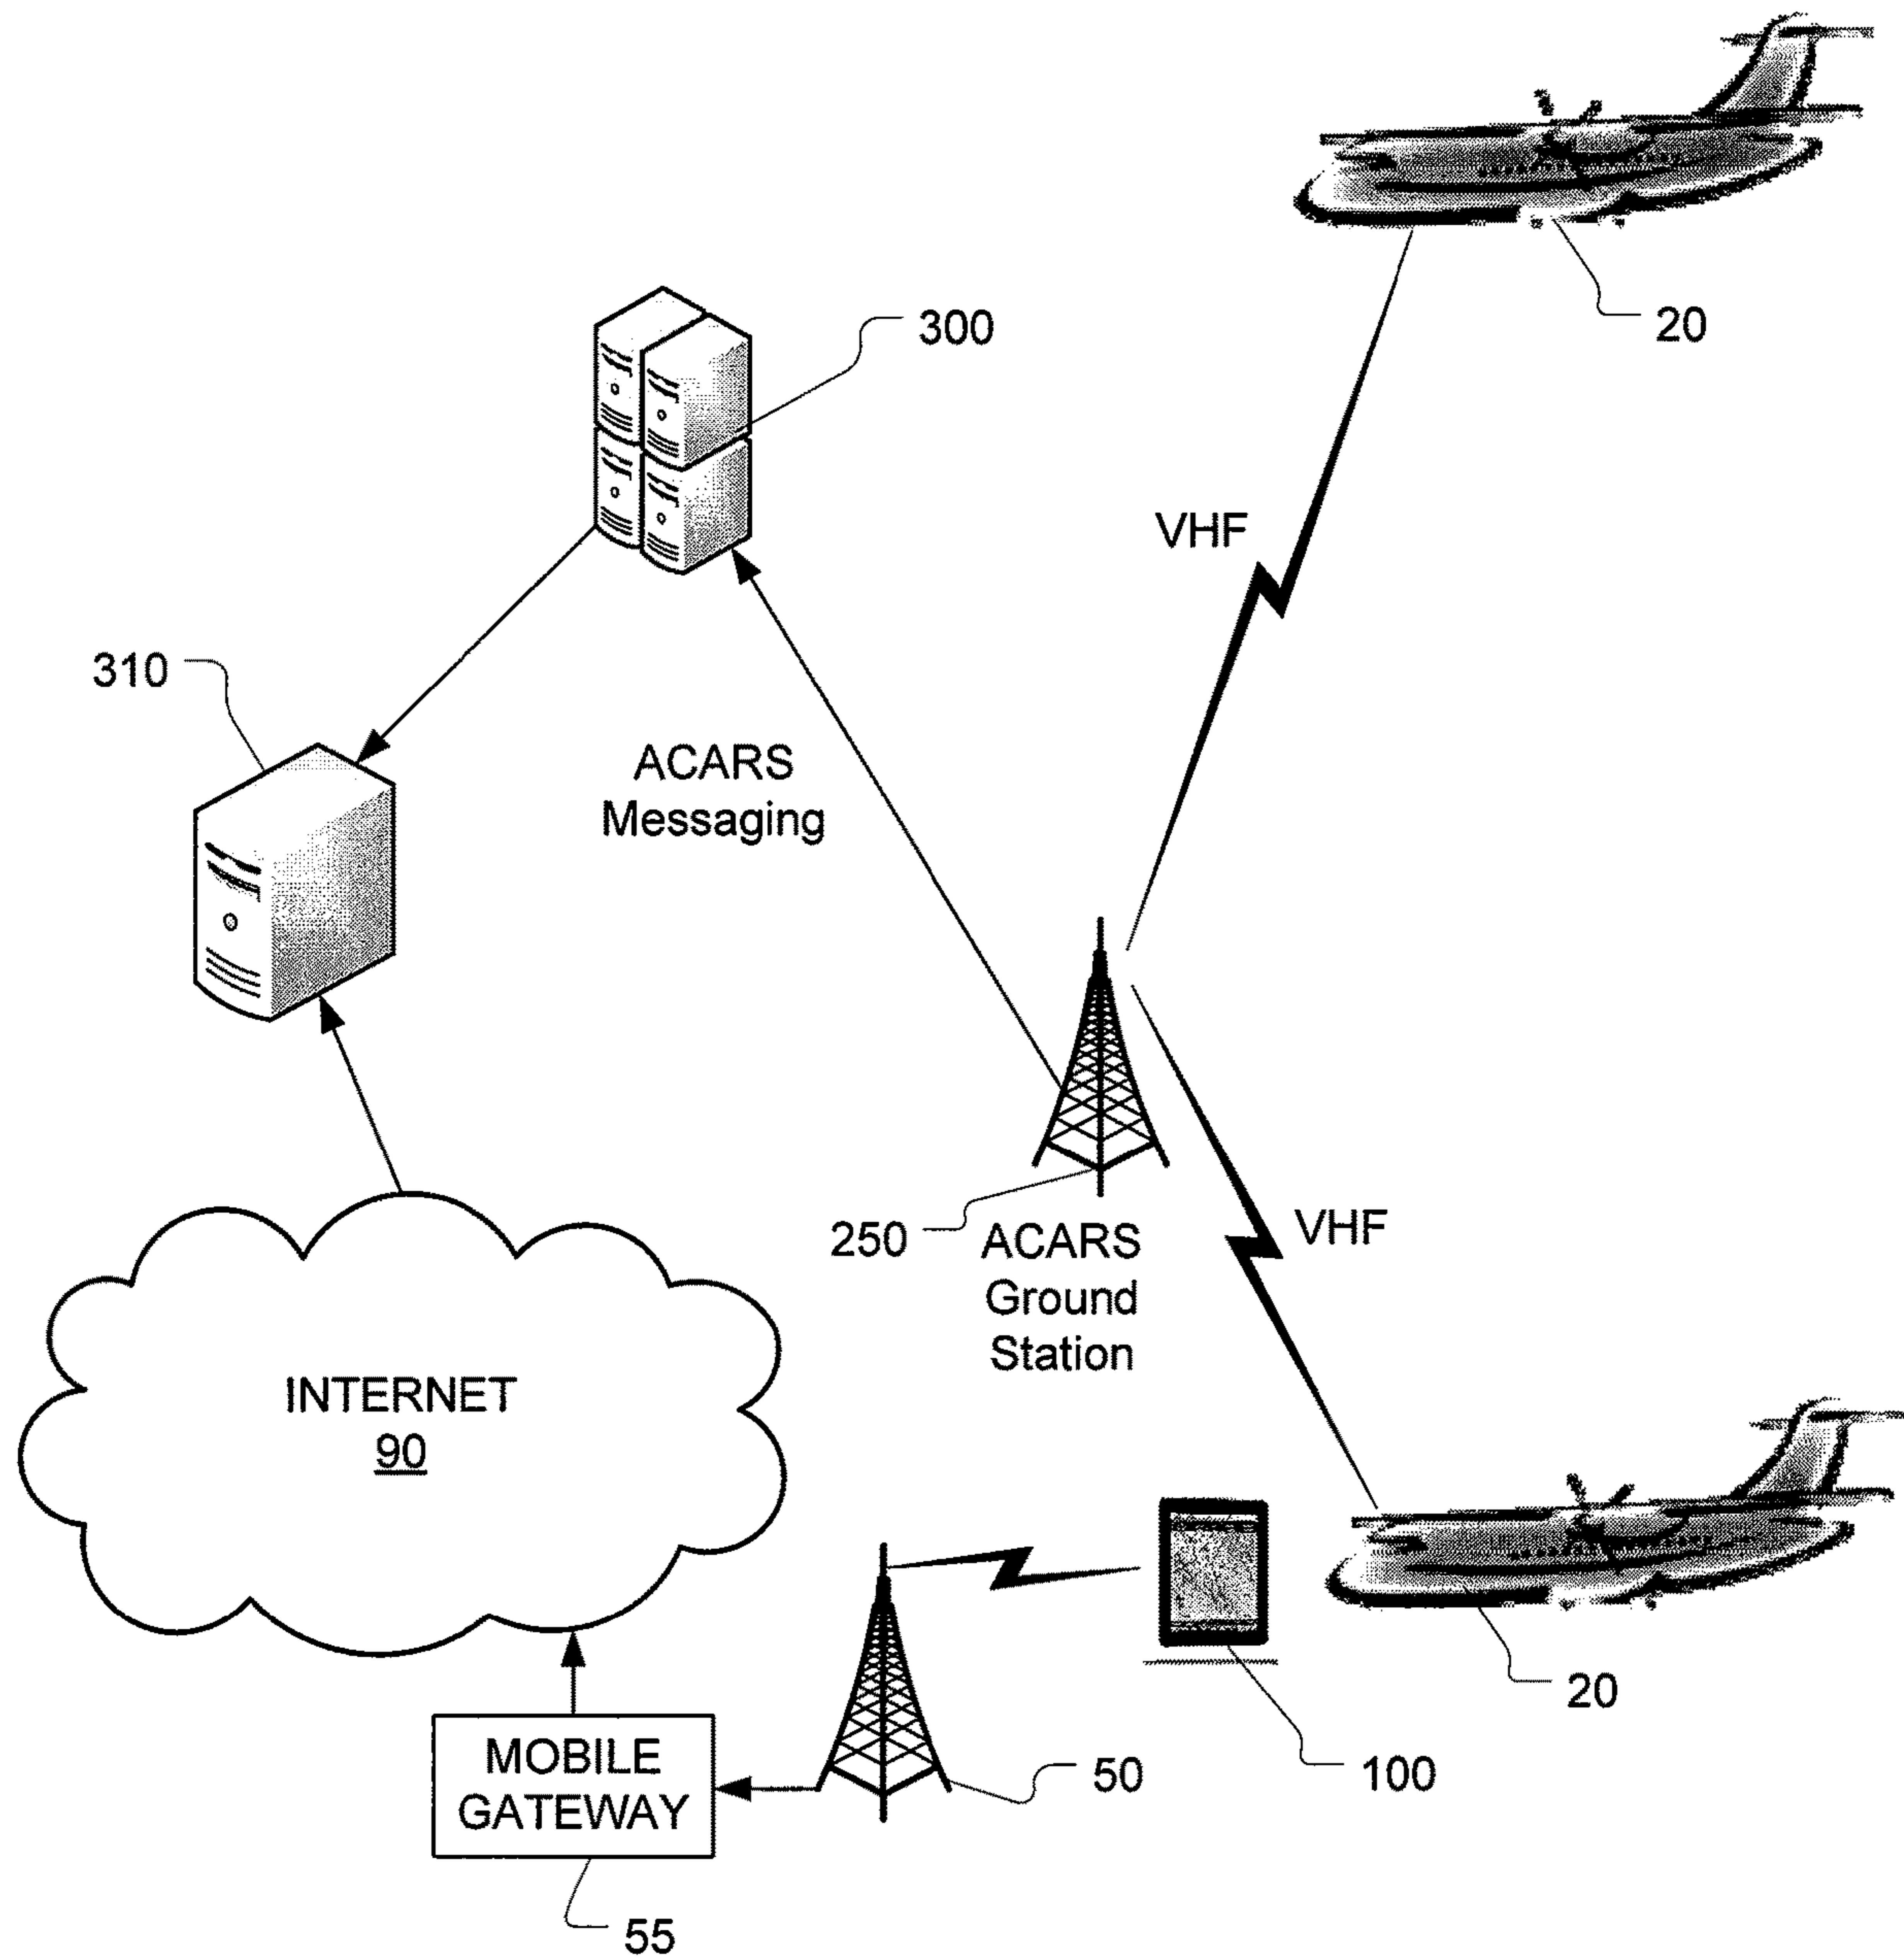 20
300
VHF
310
ACARS
Messaging
250
ACARS
Ground
Station
VHF
INTERNET
90
20
100
50
MOBILE
GATEWAY
55